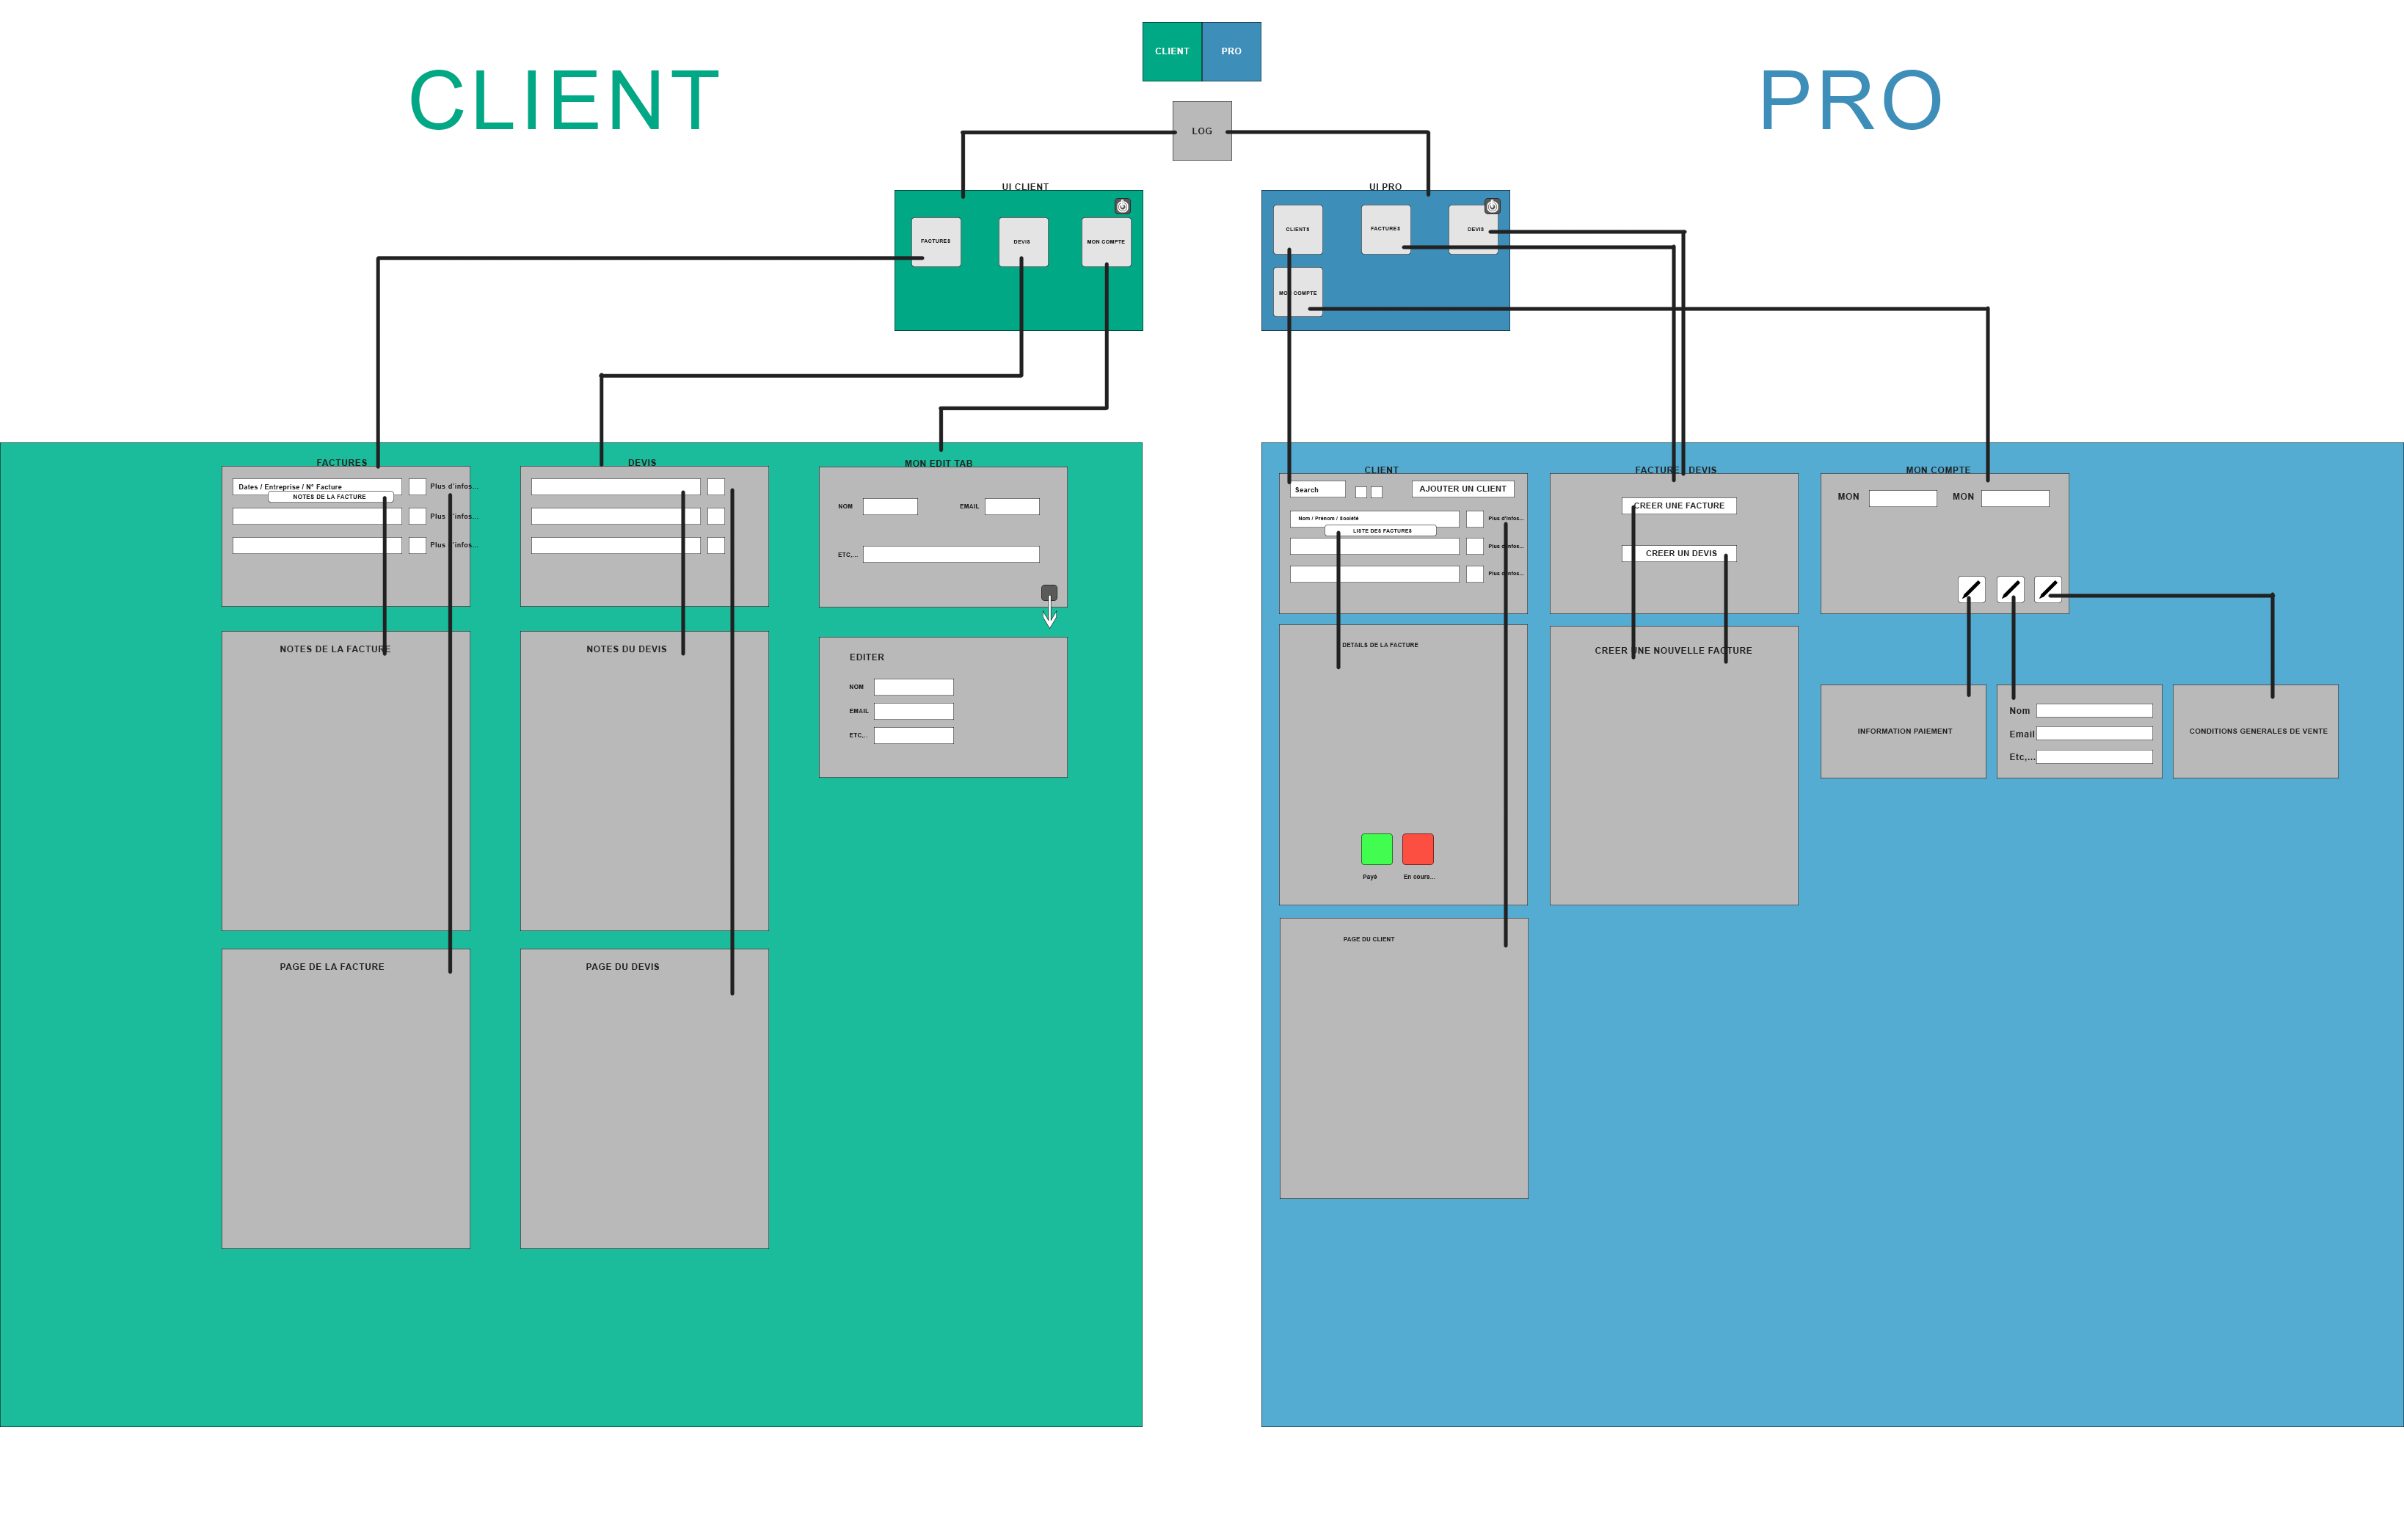 CLIENT
PRO
CLIENT
PRO
LOG
UI CLIENT
FACTURES
DEVIS
MON COMPTE
UI PRO
CLIENTS
FACTURES
DEVIS
MON COMPTE
FACTURES
Dates / Entreprise / N° Facture
Plus d'infos...
NOTES DE LA FACTURE
Plus d'infos...
Plus d'infos...
NOTES DE LA FACTURE
PAGE DE LA FACTURE
DEVIS
NOTES DU DEVIS
PAGE DU DEVIS
MON EDIT TAB
NOM
EMAIL
ETC,...
EDITER
NOM
EMAIL
ETC,..
CLIENT
Search
AJOUTER UN CLIENT
Nom / Prénom / Société
Plus d'infos...
LISTE DES FACTURES
Plus d'infos...
Plus d'infos...
DETAILS DE LA FACTURE
Payé
En cours...
PAGE DU CLIENT
FACTURE / DEVIS
CREER UNE FACTURE
CREER UN DEVIS
CREER UNE NOUVELLE FACTURE
MON COMPTE
MON
MON
INFORMATION PAIEMENT
Nom
Email
Etc,...
CONDITIONS GENERALES DE VENTE